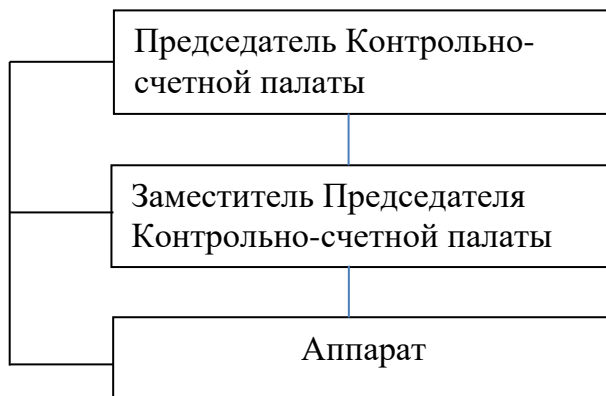 Председатель Контрольно-
счетной палаты
Заместитель Председателя
Контрольно-счетной палаты
Аппарат